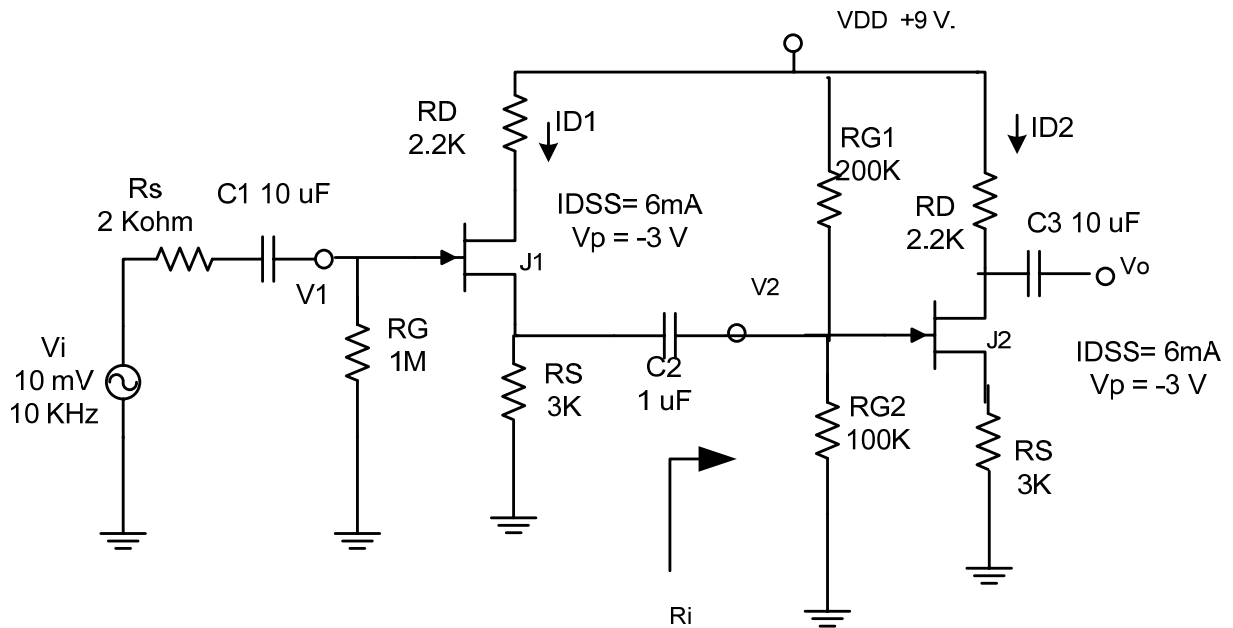 VDD +9 V.
RD
2.2K
ID1
RG1
200K
ID2
Rs
2 Kohm
C1 10 uF
IDSS= 6mA
Vp = -3 V
RD
2.2K
C3 10 uF
J1
V1
V2
Vo
RG
1M
Vi
10 mV
10 KHz
C2
1 uF
RS
3K
J2
IDSS= 6mA
Vp = -3 V
RG2
100K
RS
3K
Ri